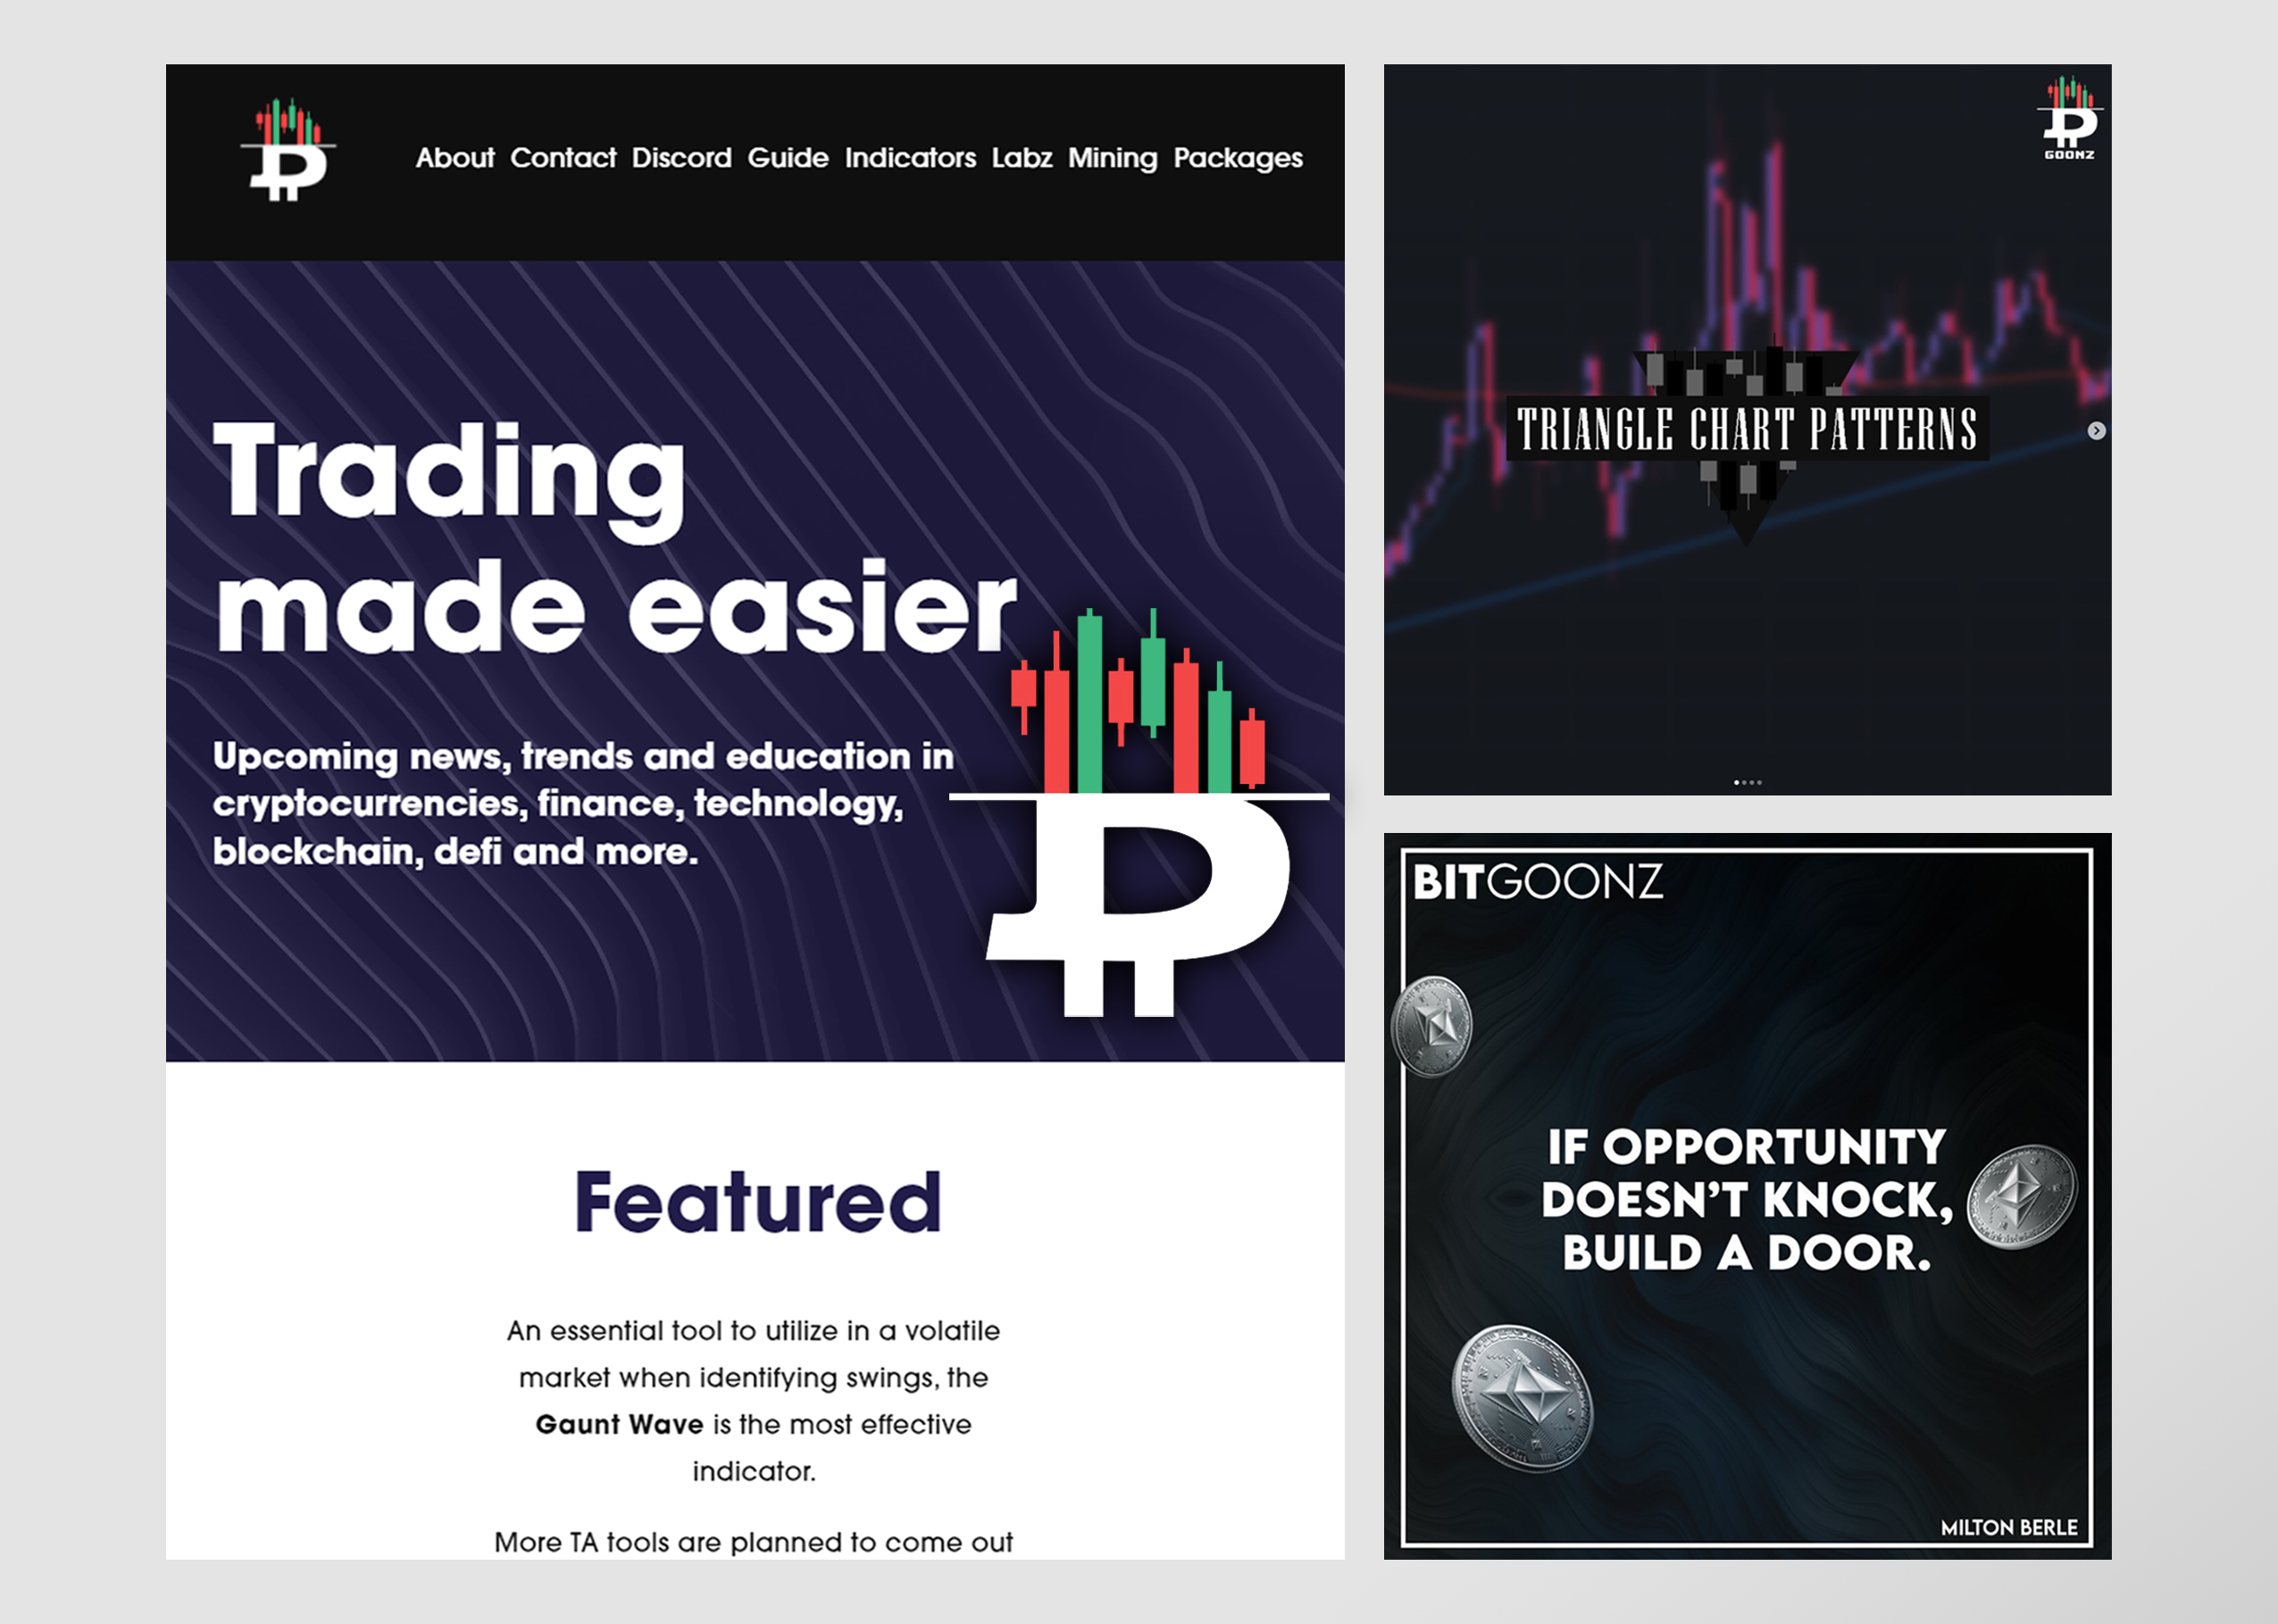 About Contact Discord Guide Indicators Labz Mining Packages
Trading
made easier
Upcoming news, trends and education in
cryptocurrencies, finance, technology,
blockchain, defi and more.
Featured
An essential tool to utilize in a volatile
market when identifying swings, the
Gaunt Wave is the most effective
indicator.
More TA tools are planned to come out
GOONZ
TRIANGLE CHART PATTERNS
BITGOONZ
IF OPPORTUNITY
DOESN'T KNOCK,
BUILD A DOOR.
MILTON BERLE